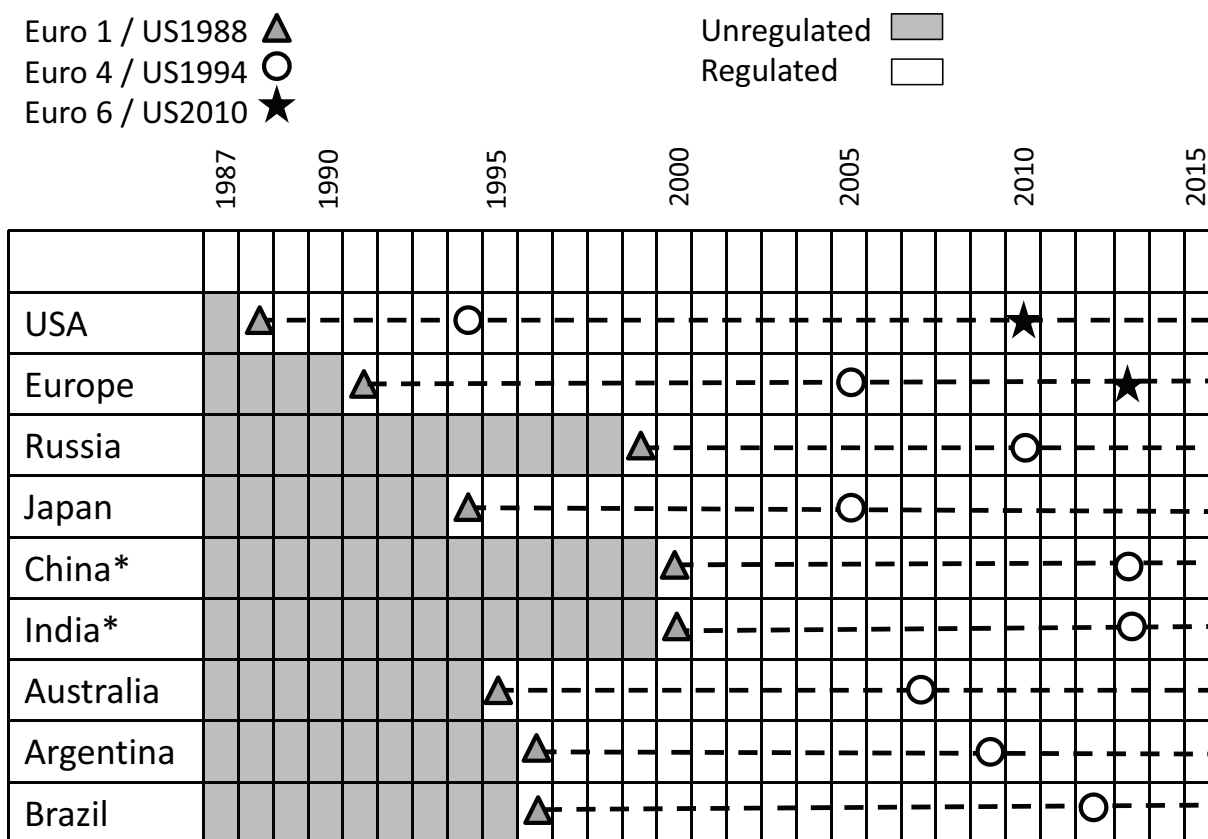 Euro 1 / US1988
Euro 4 / US1994
Euro 6 / US2010
Unregulated
Regulated
1987
1990
1995
2000
2005
2010
2015
USA
Europe
Russia
Japan
China*
India*
Australia
Argentina
Brazil